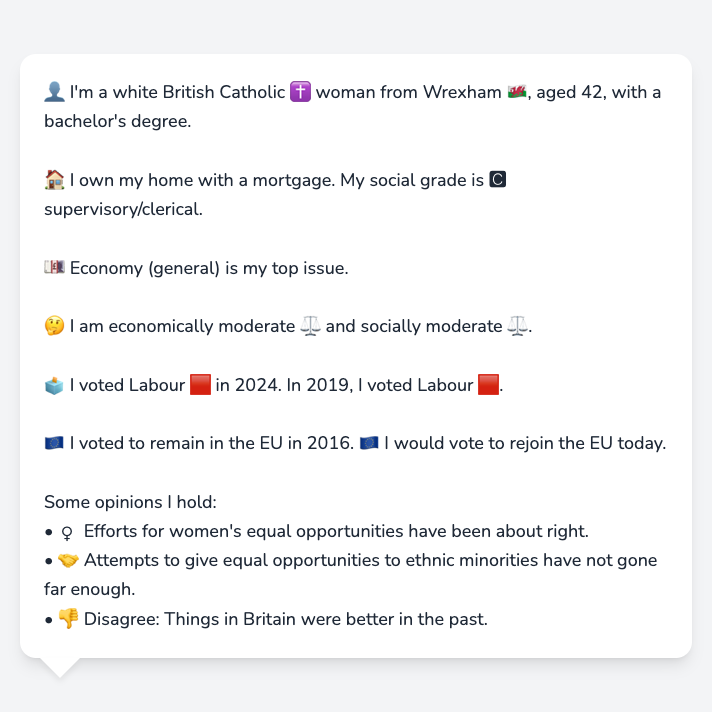 👤 I'm a white British Catholic ✝️ woman from Wrexham 🏴󠁧󠁢󠁷󠁬󠁳󠁿, aged 42, with a
bachelor's degree.
🏠 I own my home with a mortgage. My social grade is 🅲
supervisory/clerical.
💷 Economy (general) is my top issue.
🤔 I am economically moderate ⚖️ and socially moderate ⚖️.
🗳️ I voted Labour 🟥 in 2024. In 2019, I voted Labour 🟥.
🇪🇺 I voted to remain in the EU in 2016. 🇪🇺 I would vote to rejoin the EU today.
Some opinions I hold:
• ♀ Efforts for women's equal opportunities have been about right.
• 🤝 Attempts to give equal opportunities to ethnic minorities have not gone
far enough.
• 👎 Disagree: Things in Britain were better in the past.